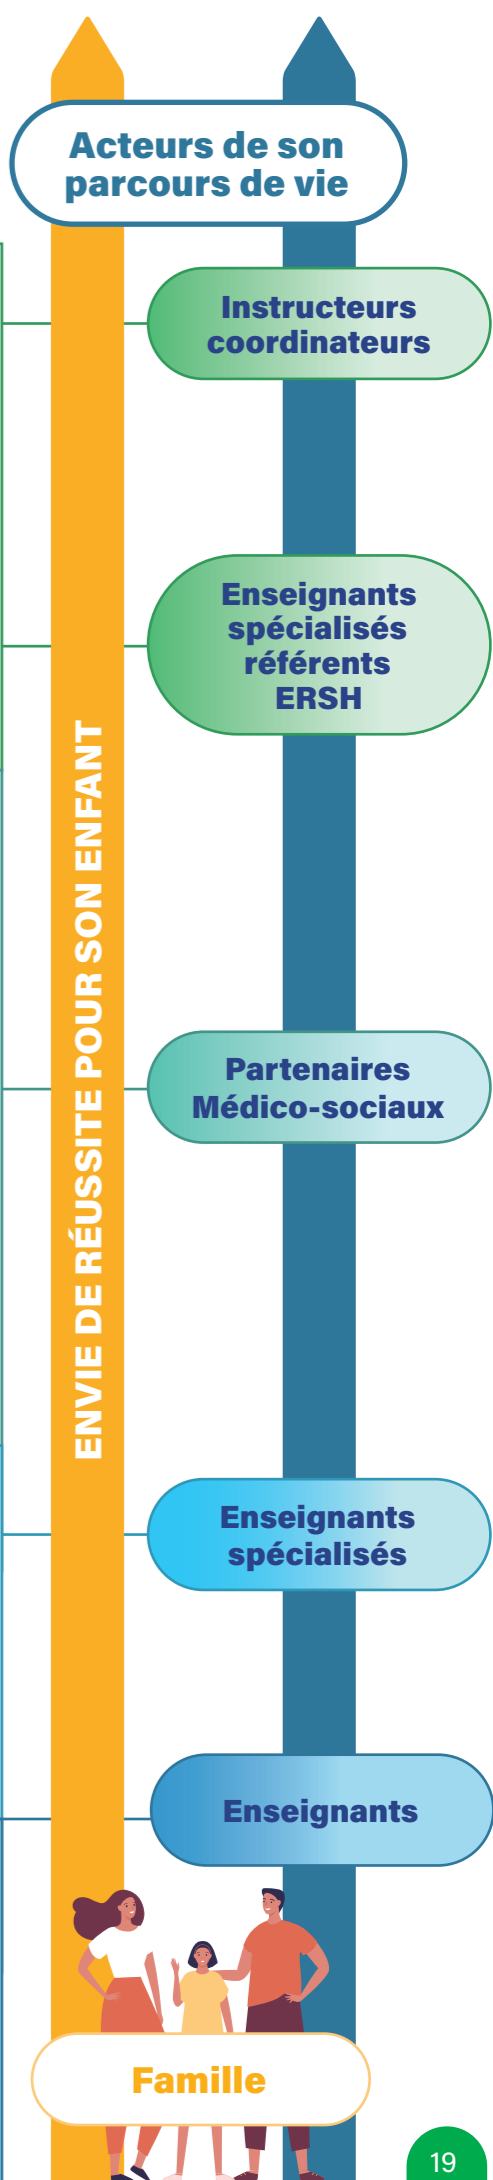 Acteurs de son
parcours de vie
Instructeurs
coordinateurs
Enseignants
spécialisés
référents
ERSH
ENVIE DE RÉUSSITE POUR SON ENFANT
Partenaires
Médico-sociaux
Enseignants
spécialisés
Enseignants
Famille
19